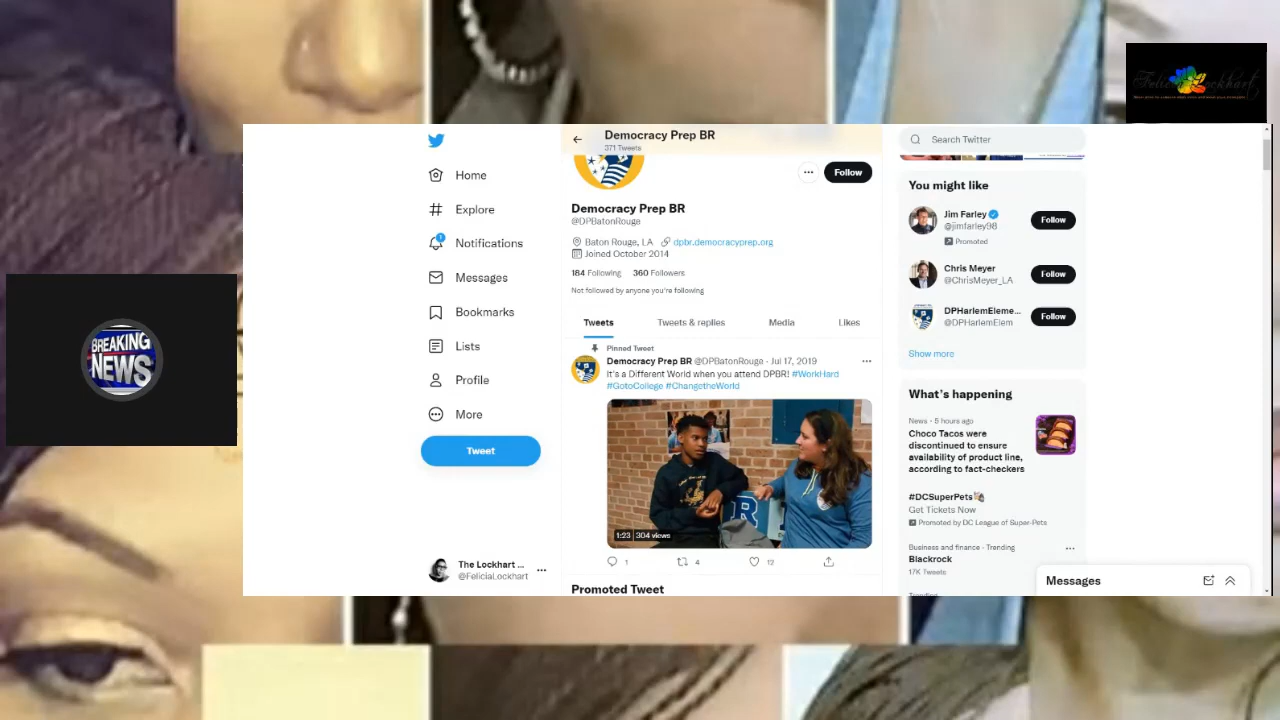 Felicia Lockhart
BREAKING
NEWS
Home
Explore
Notifications
1
Messages
Bookmarks
Lists
Profile
More
Tweet
The Lockhart ...
@FeliciaLockhart
Democracy Prep BR
371 Tweets
Follow
Democracy Prep BR
@DPBatonRouge
Baton Rouge, LA dpbr.democracyprep.org
Joined October 2014
184 Following 360 Followers
Not followed by anyone you're following
Tweets Tweets & replies Media Likes
Pinned Tweet
Democracy Prep BR @DPBatonRouge · Jul 17, 2019
It's a Different World when you attend DPBR! #WorkHard
#GotoCollege #ChangetheWorld
R
1:23 304 views
1 4 12
Promoted Tweet
Search Twitter
You might like
Jim Farley
@jimfarley98
Promoted
Follow
Chris Meyer
@ChrisMeyer_LA
Follow
DPHarlemEleme...
@DPHarlemElem
Follow
Show more
What's happening
News · 5 hours ago
Choco Tacos were
discontinued to ensure
availability of product line,
according to fact-checkers
#DCSuperPets
Get Tickets Now
Promoted by DC League of Super-Pets
Business and finance · Trending
Blackrock
17K Tweets
Messages